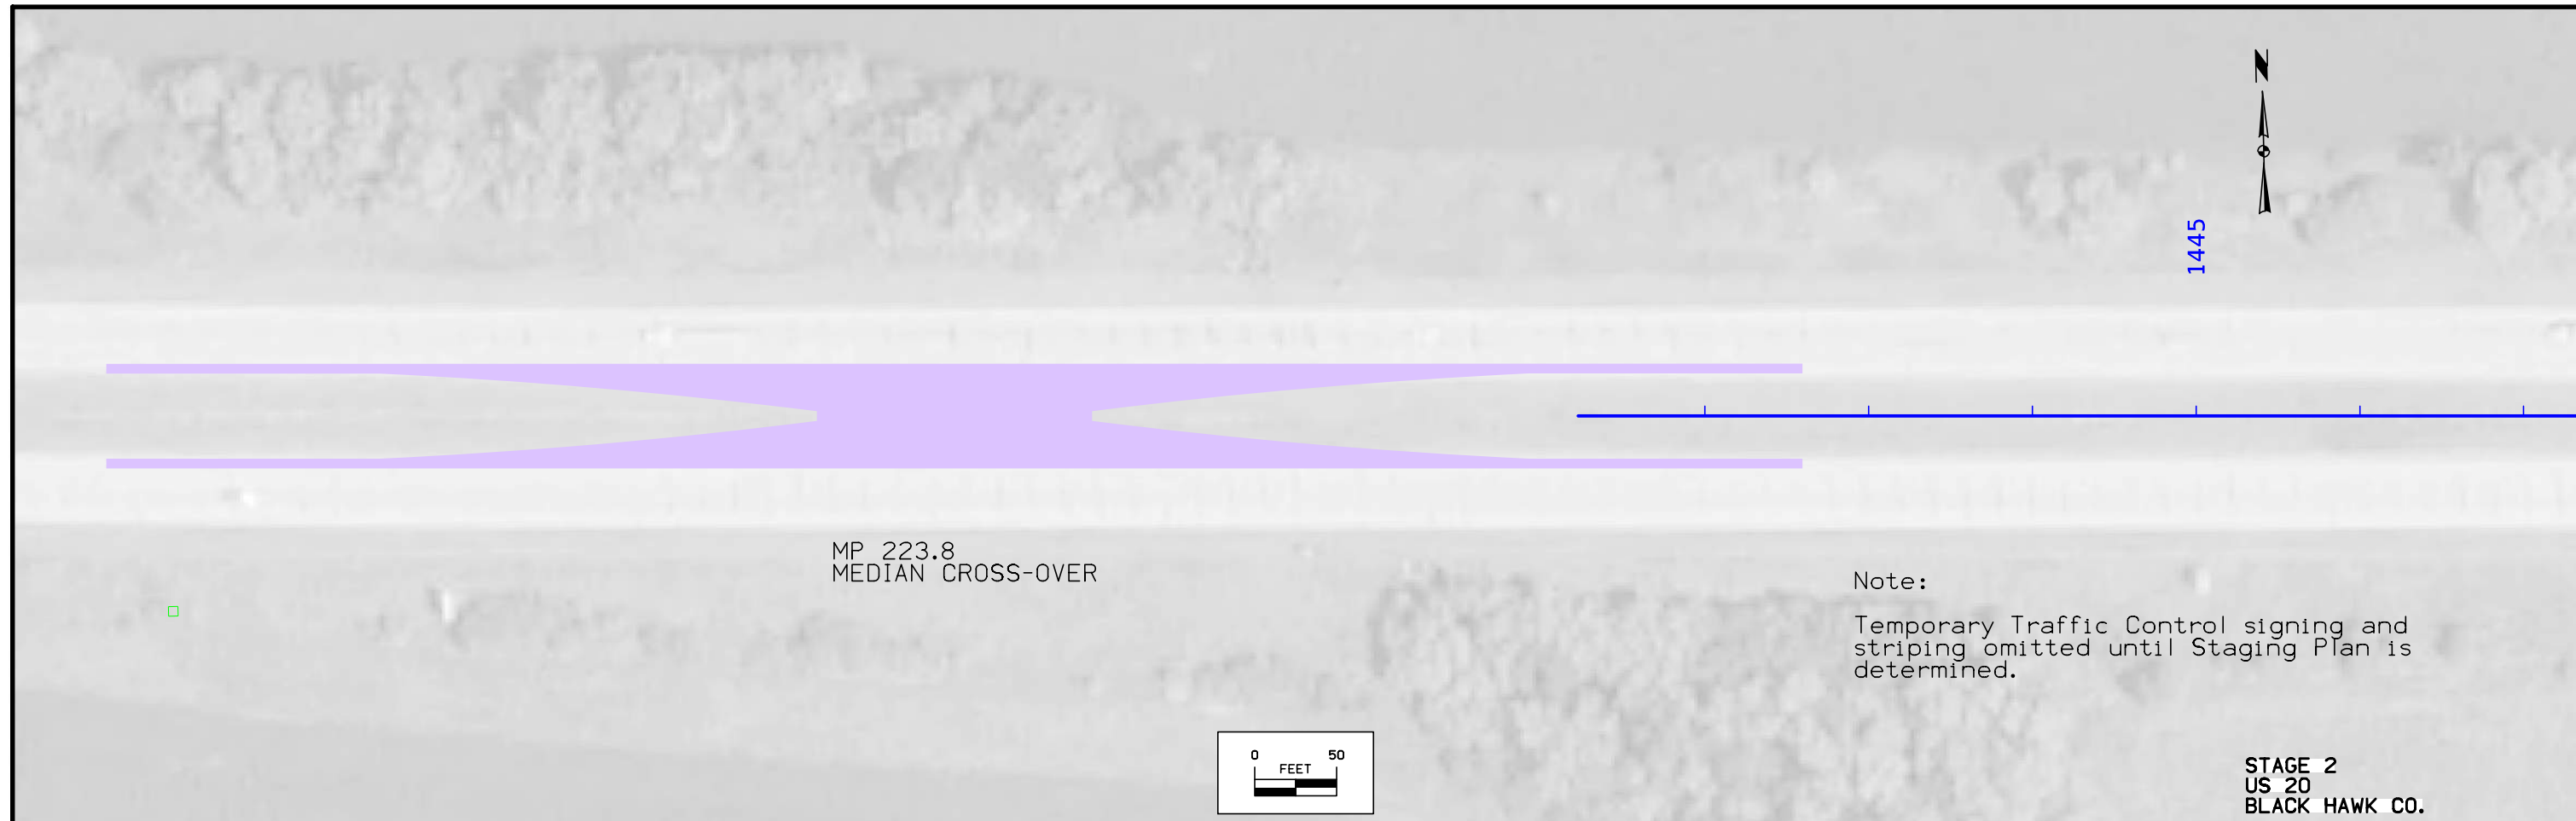 N
1445
MP 223.8
MEDIAN CROSS-OVER
Note:
Temporary Traffic Control signing and
striping omitted until Staging Plan is
determined.
0 50
FEET
STAGE 2
US 20
BLACK HAWK CO.